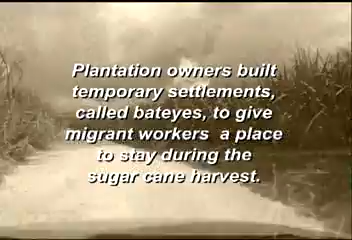 Plantation owners built
temporary settlements,
called bateyes, to give
migrant workers a place
to stay during the
sugar cane harvest.